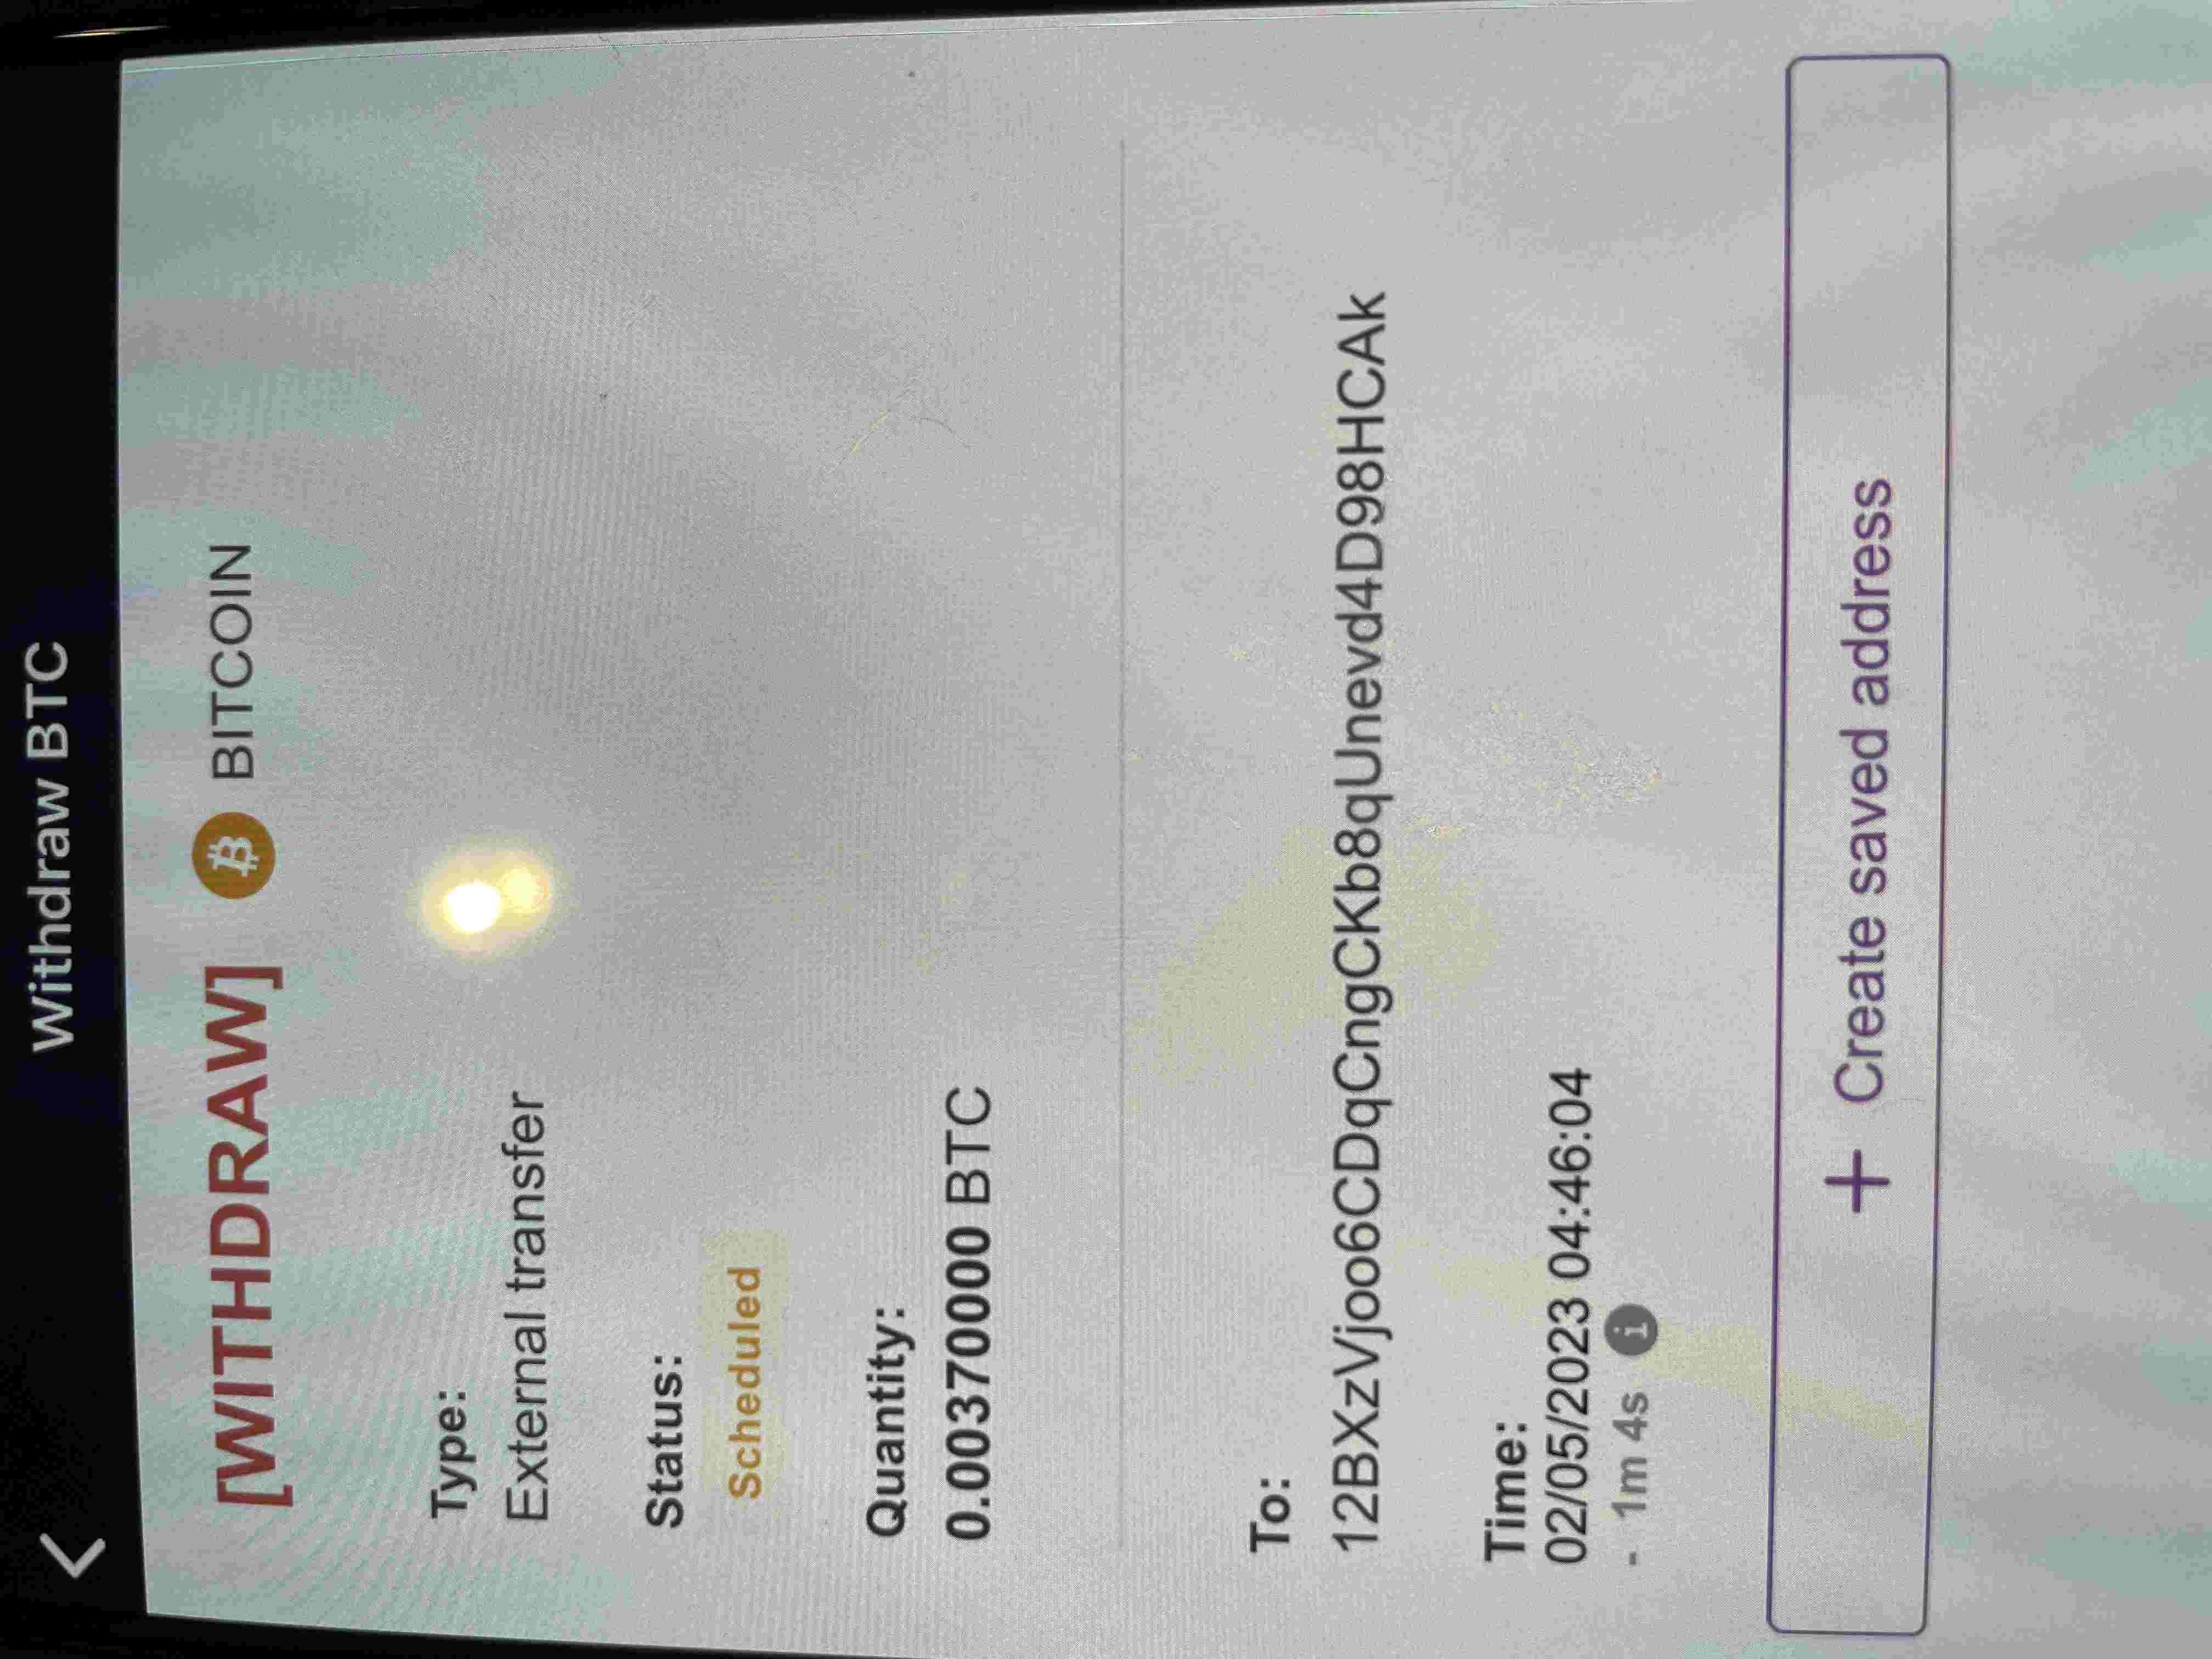 Withdraw BTC
[WITHDRAW] BITCOIN
Type:
External transfer
Status:
Scheduled
Quantity:
0.00370000 BTC
To:
12BXzVjoo6CDqCngCKb8qUnevd4D98HCAk
Time:
02/05/2023 04:46:04
- 1m 4s
+ Create saved address